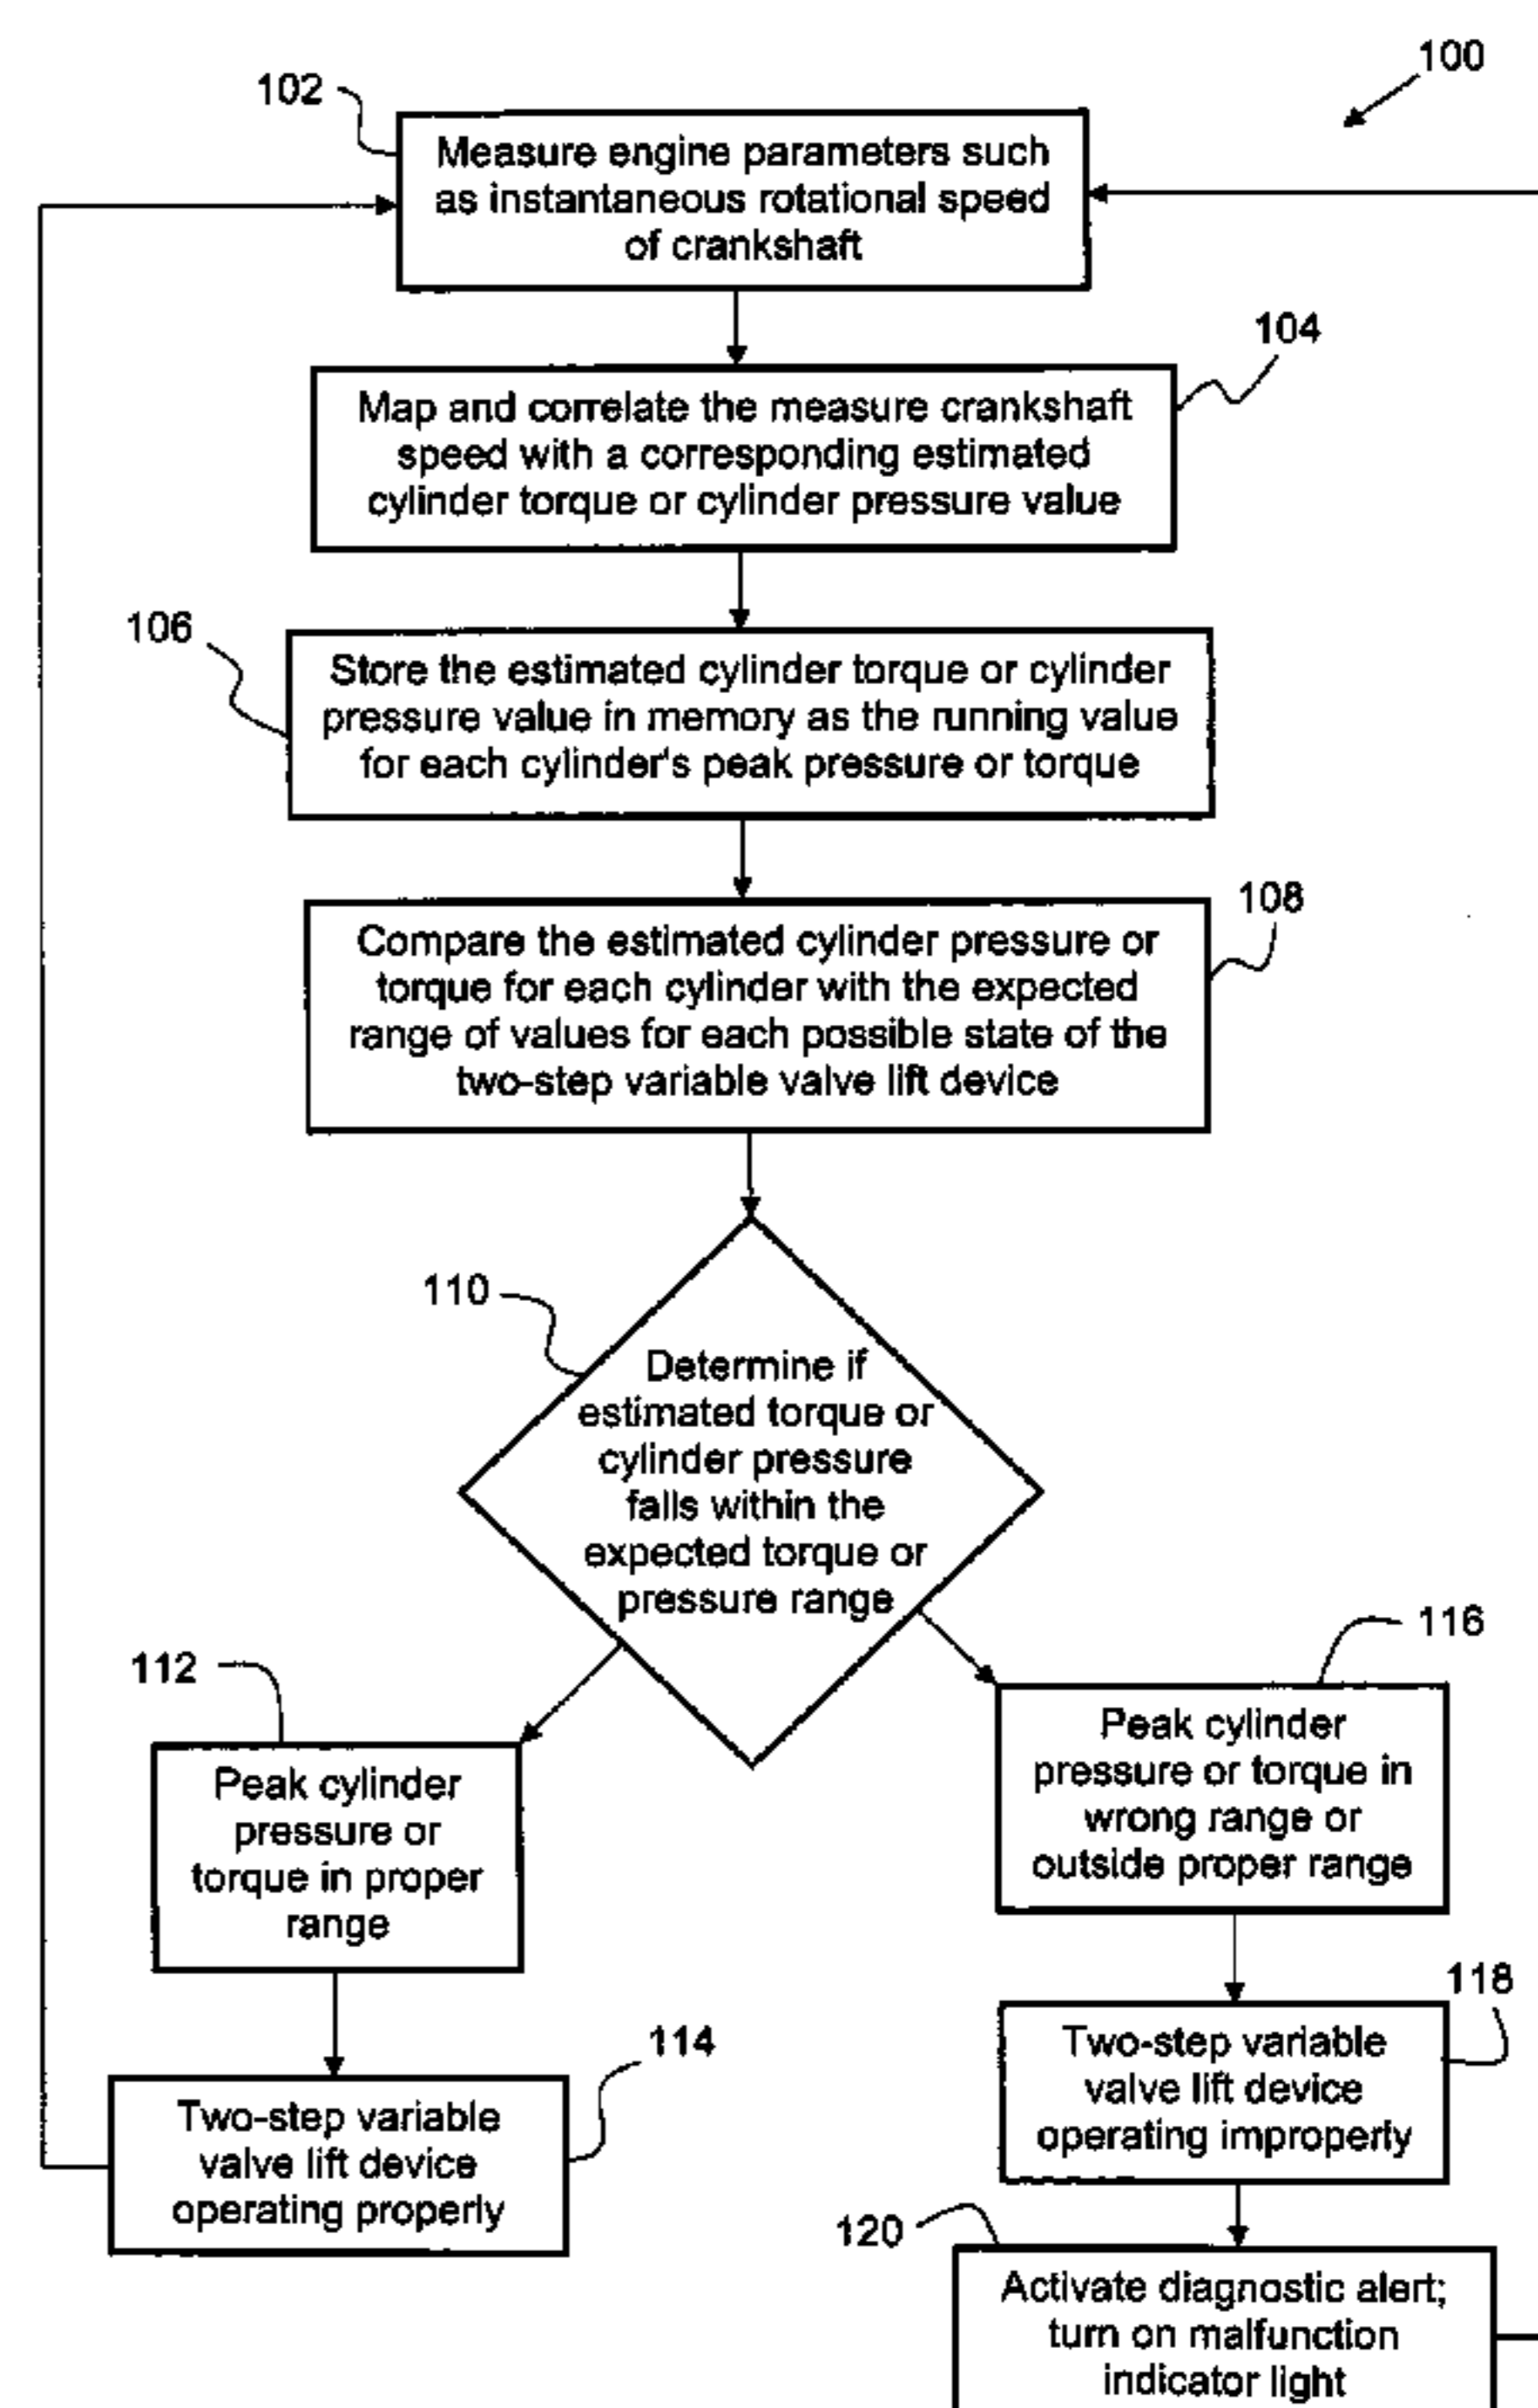 100
102
Measure engine parameters such
as instantaneous rotational speed
of crankshaft
104
Map and correlate the measure crankshaft
speed with a corresponding estimated
cylinder torque or cylinder pressure value
106
Store the estimated cylinder torque or cylinder
pressure value in memory as the running value
for each cylinder's peak pressure or torque
108
Compare the estimated cylinder pressure or
torque for each cylinder with the expected
range of values for each possible state of the
two-step variable valve lift device
110
Determine if
estimated torque or
cylinder pressure
falls within the
expected torque or
pressure range
112
Peak cylinder
pressure or
torque in proper
range
114
Two-step variable
valve lift device
operating properly
116
Peak cylinder
pressure or torque in
wrong range or
outside proper range
118
Two-step variable
valve lift device
operating improperly
120
Activate diagnostic alert;
turn on malfunction
indicator light